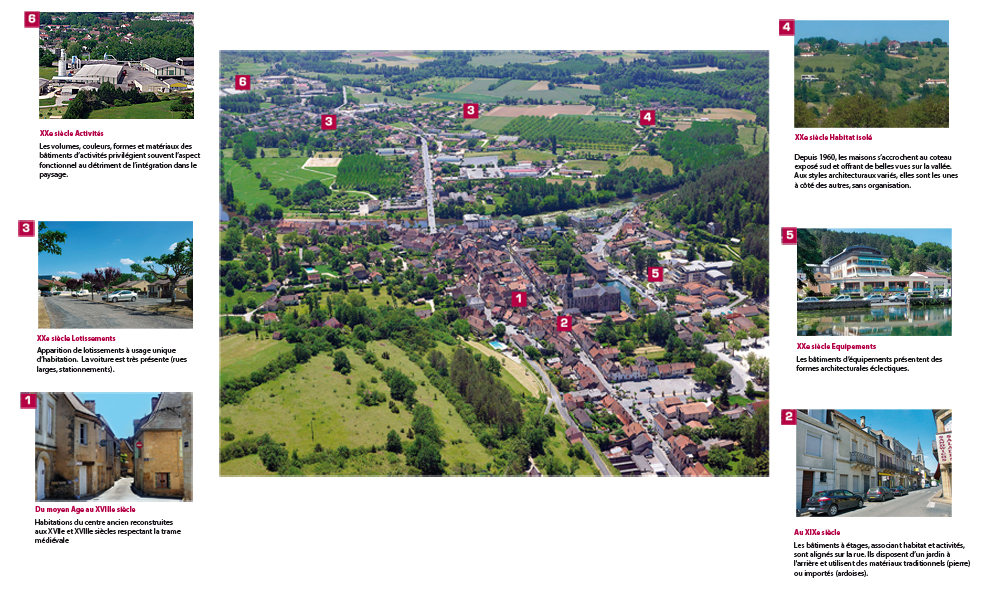 6
XXe siècle Activités
Les volumes, couleurs, formes et matériaux des
bâtiments d'activités privilégient souvent l'aspect
fonctionnel au détriment de l'intégration dans le
paysage.
3
XXe siècle Lotissements
Apparition de lotissements à usage unique
d'habitation. La voiture est très présente (rues
larges, stationnements).
1
Du moyen Age au XVIIIe siècle
Habitations du centre ancien reconstruites
aux XVIIe et XVIIIe siècles respectant la trame
médiévale
6
3
3
4
5
1
2
4
XXe siècle Habitat isolé
Depuis 1960, les maisons s'accrochent au coteau
exposé sud et offrant de belles vues sur la vallée.
Aux styles architecturaux variés, elles sont les unes
à côté des autres, sans organisation.
5
XXe siècle Equipements
Les bâtiments d'équipements présentent des
formes architecturales éclectiques.
2
Au XIXe siècle
Les bâtiments à étages, associant habitat et activités,
sont alignés sur la rue. Ils disposent d'un jardin à
l'arrière et utilisent des matériaux traditionnels (pierre)
ou importés (ardoises).